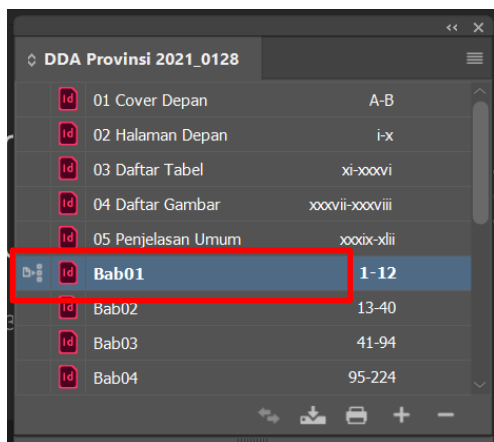 DDA Provinsi 2021_0128
Id 01 Cover Depan A-B
Id 02 Halaman Depan i-x
Id 03 Daftar Tabel xi-xxxvi
Id 04 Daftar Gambar xxxvii-xxxviii
Id 05 Penjelasan Umum xxxix-xlii
Id Bab01 1-12
Id Bab02 13-40
Id Bab03 41-94
Id Bab04 95-224